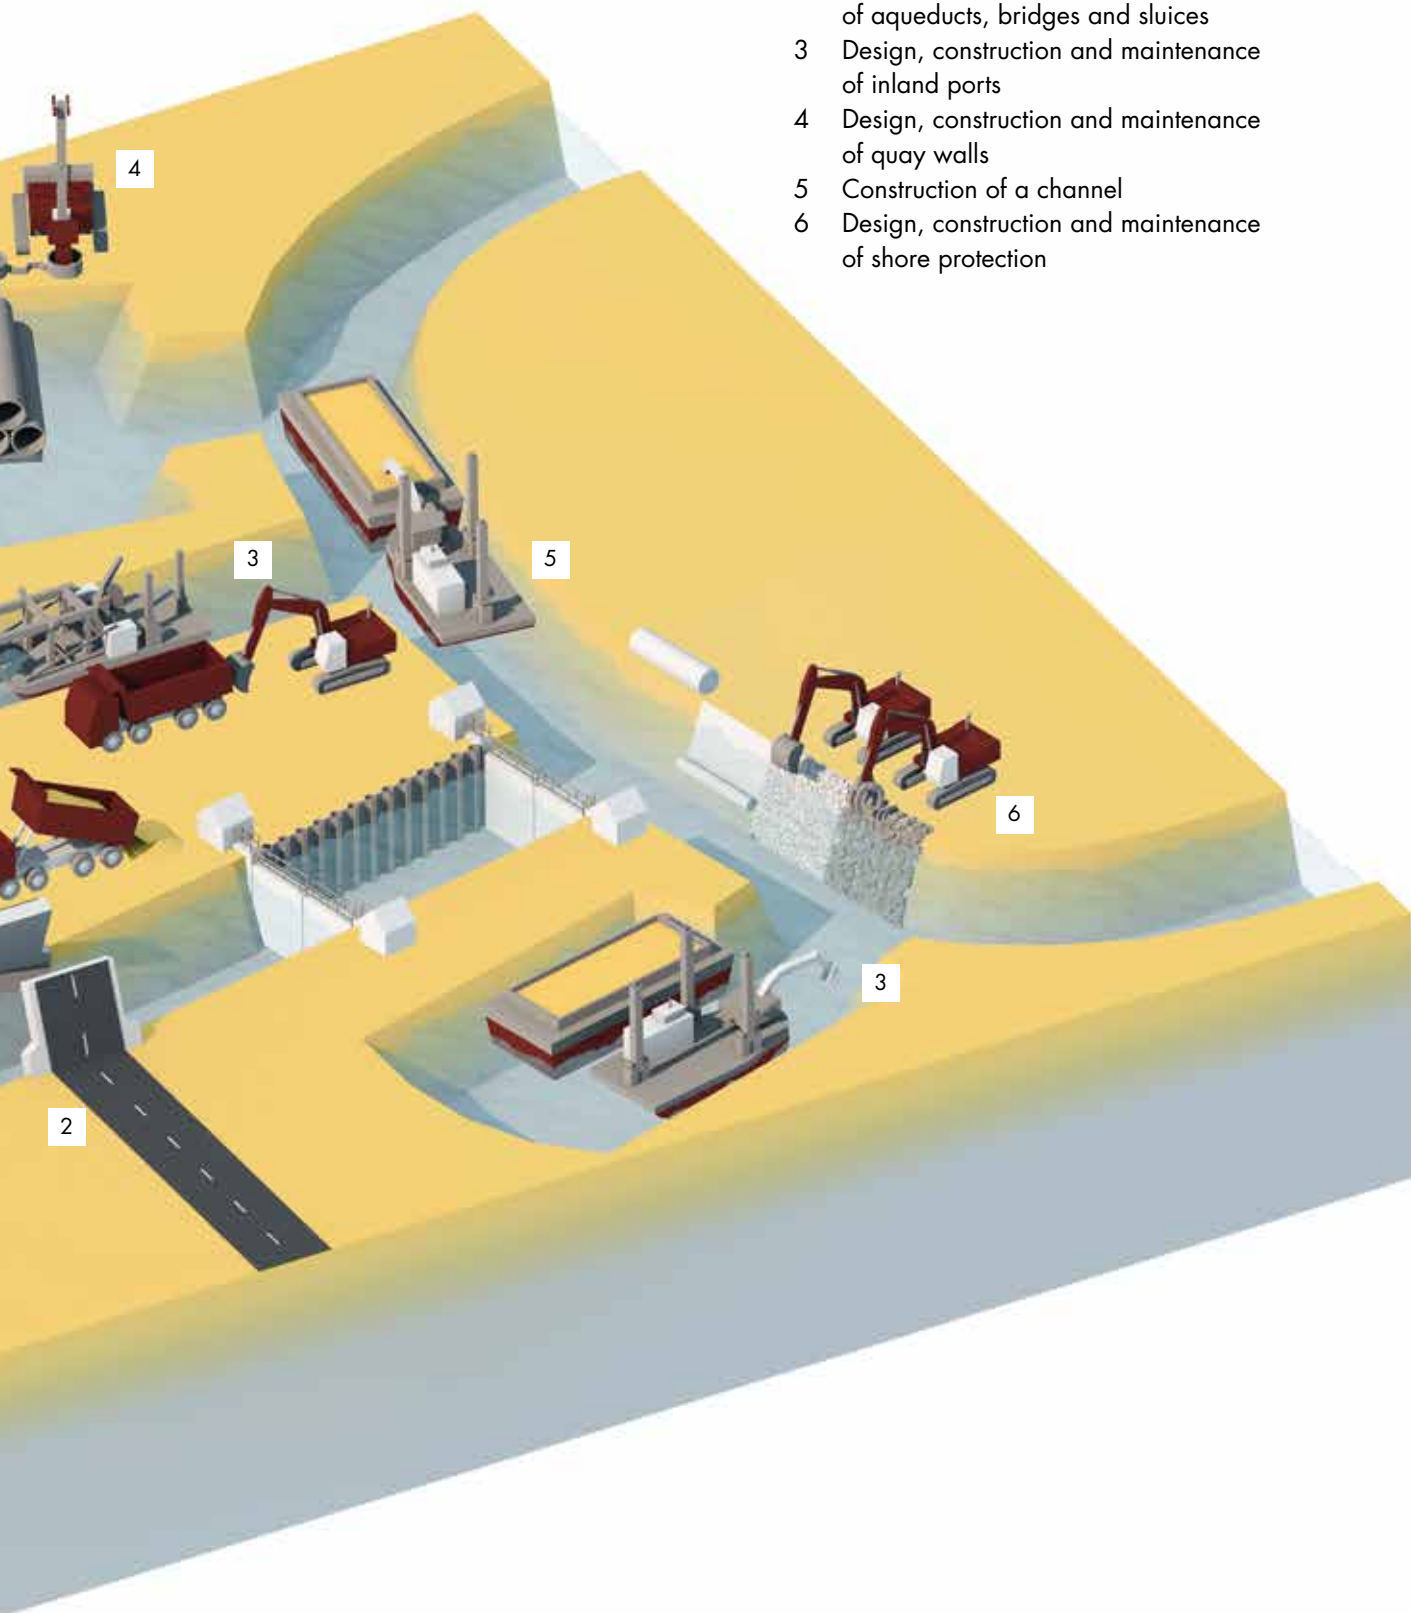 of aqueducts, bridges and sluices
3 Design, construction and maintenance
of inland ports
4 Design, construction and maintenance
of quay walls
5 Construction of a channel
6 Design, construction and maintenance
of shore protection
4
3
5
6
3
2